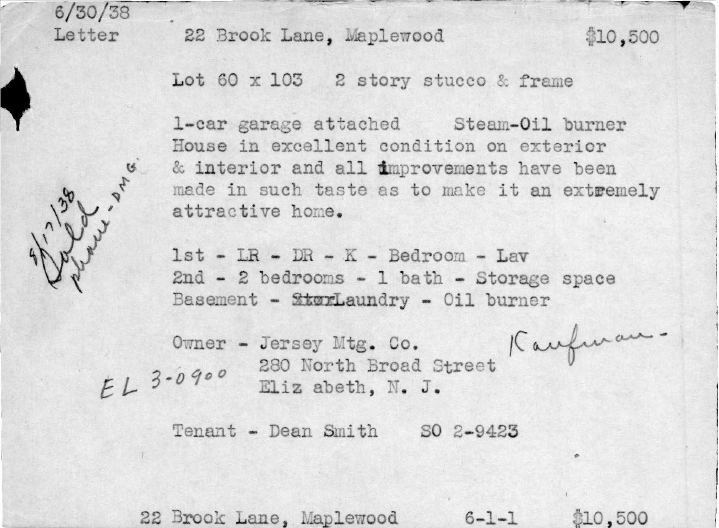 6/30/38
Letter 22 Brook Lane, Maplewood $10,500
Lot 60 x 103 2 story stucco & frame
1-car garage attached Steam-Oil burner
House in excellent condition on exterior
& interior and all improvements have been
made in such taste as to make it an extremely
attractive home.
8/17/38
Sold
phone - DMG.
1st - LR - DR - K - Bedroom - Lav
2nd - 2 bedrooms - 1 bath - Storage space
Basement - StorLaundry - Oil burner
Owner - Jersey Mtg. Co. Kaufman -
280 North Broad Street
EL 3-0900
Eliz abeth, N. J.
Tenant - Dean Smith SO 2-9423
22 Brook Lane, Maplewood 6-1-1 $10,500